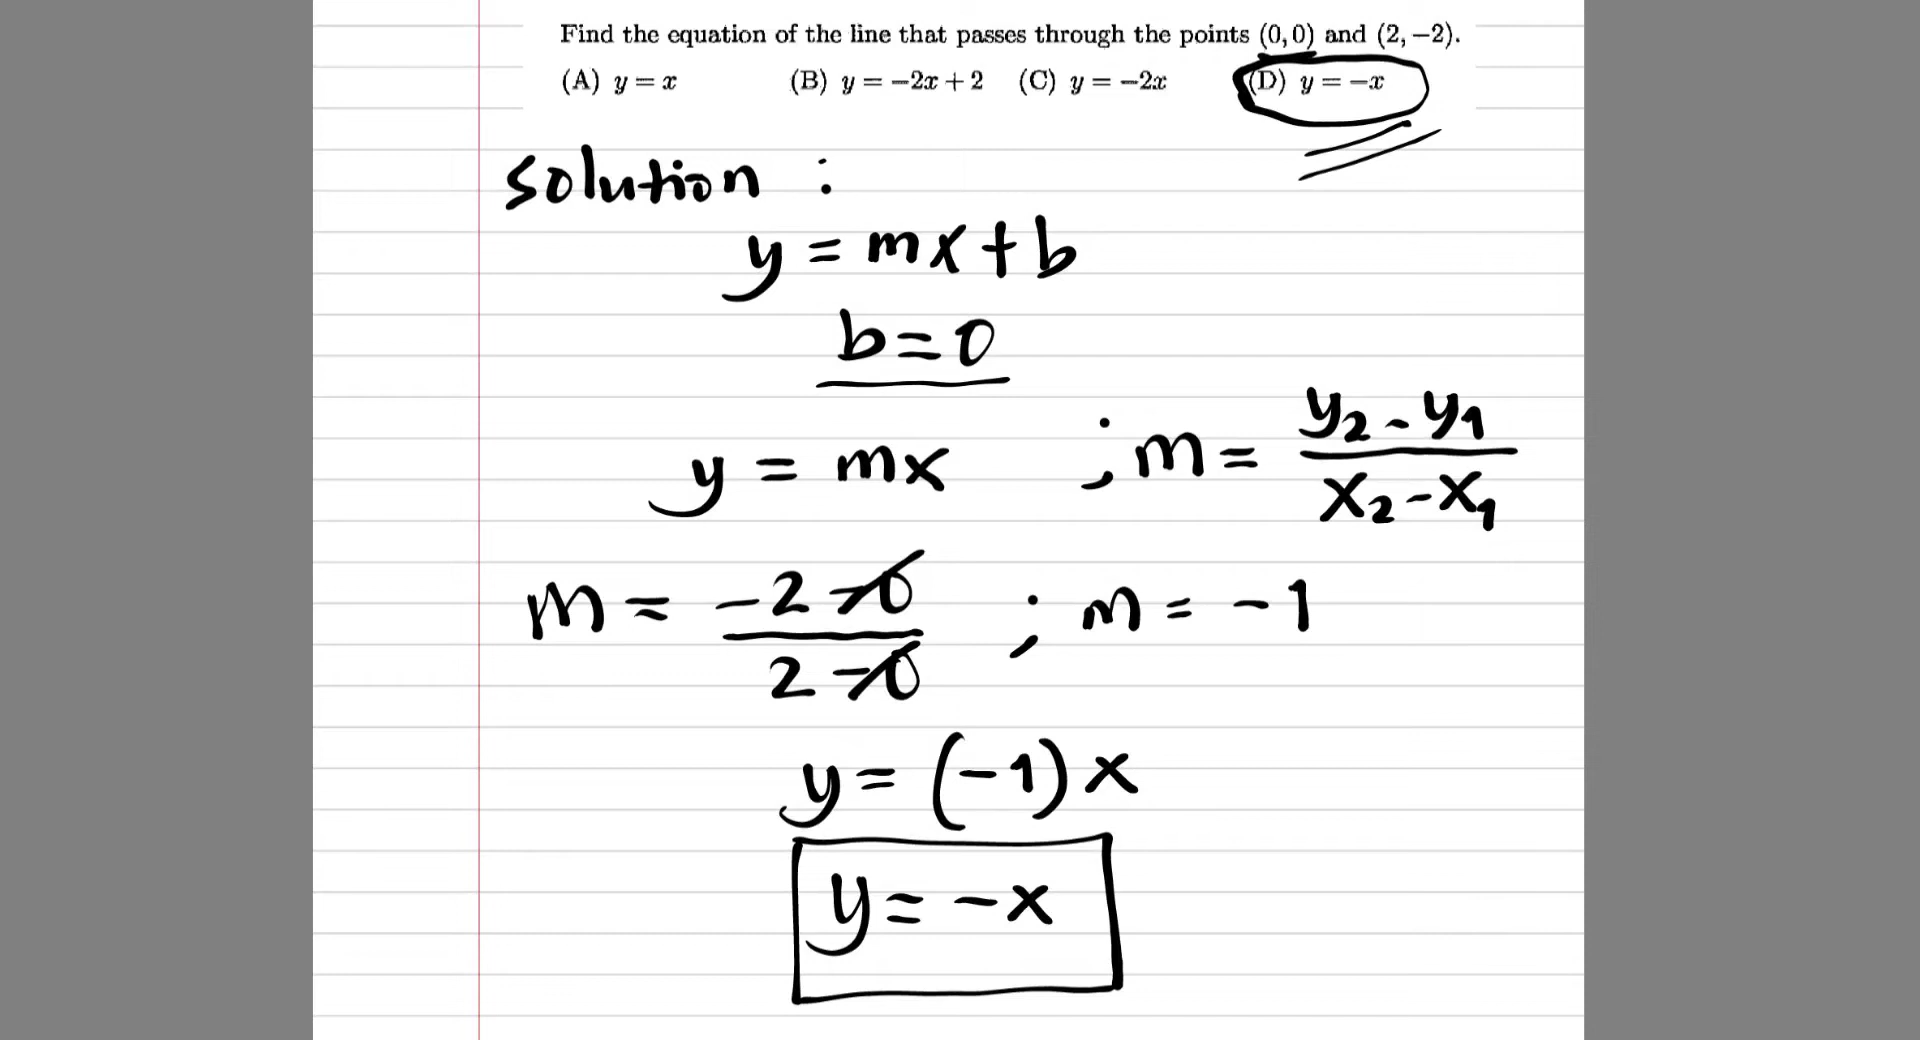 Find the equation of the line that passes through the points (0,0) and (2,−2).
(A) y = x (B) y = −2x + 2 (C) y = −2x (D) y = −x
solution :
y = mx + b
b = 0
y = mx ; m = (y₂ - y₁)/(x₂ - x₁)
m = (-2 - 0)/(2 - 0) ; m = -1
y = (-1) x
y = -x